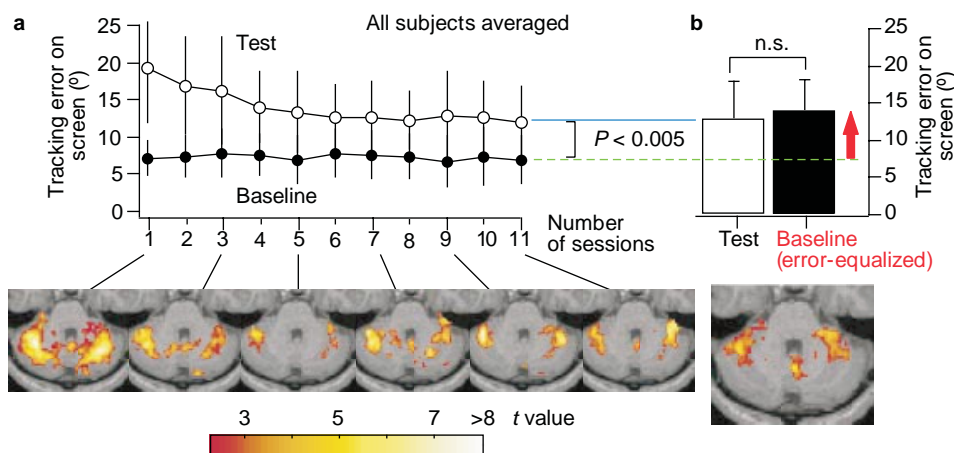 a
All subjects averaged
b
Tracking error on
screen (º)
25
20
15
10
5
0
Test
Baseline
P < 0.005
1 2 3 4 5 6 7 8 9 10 11
Number
of sessions
n.s.
25
20
15
10
5
0
Tracking error on
screen (º)
Test
Baseline
(error-equalized)
3 5 7 >8 t value